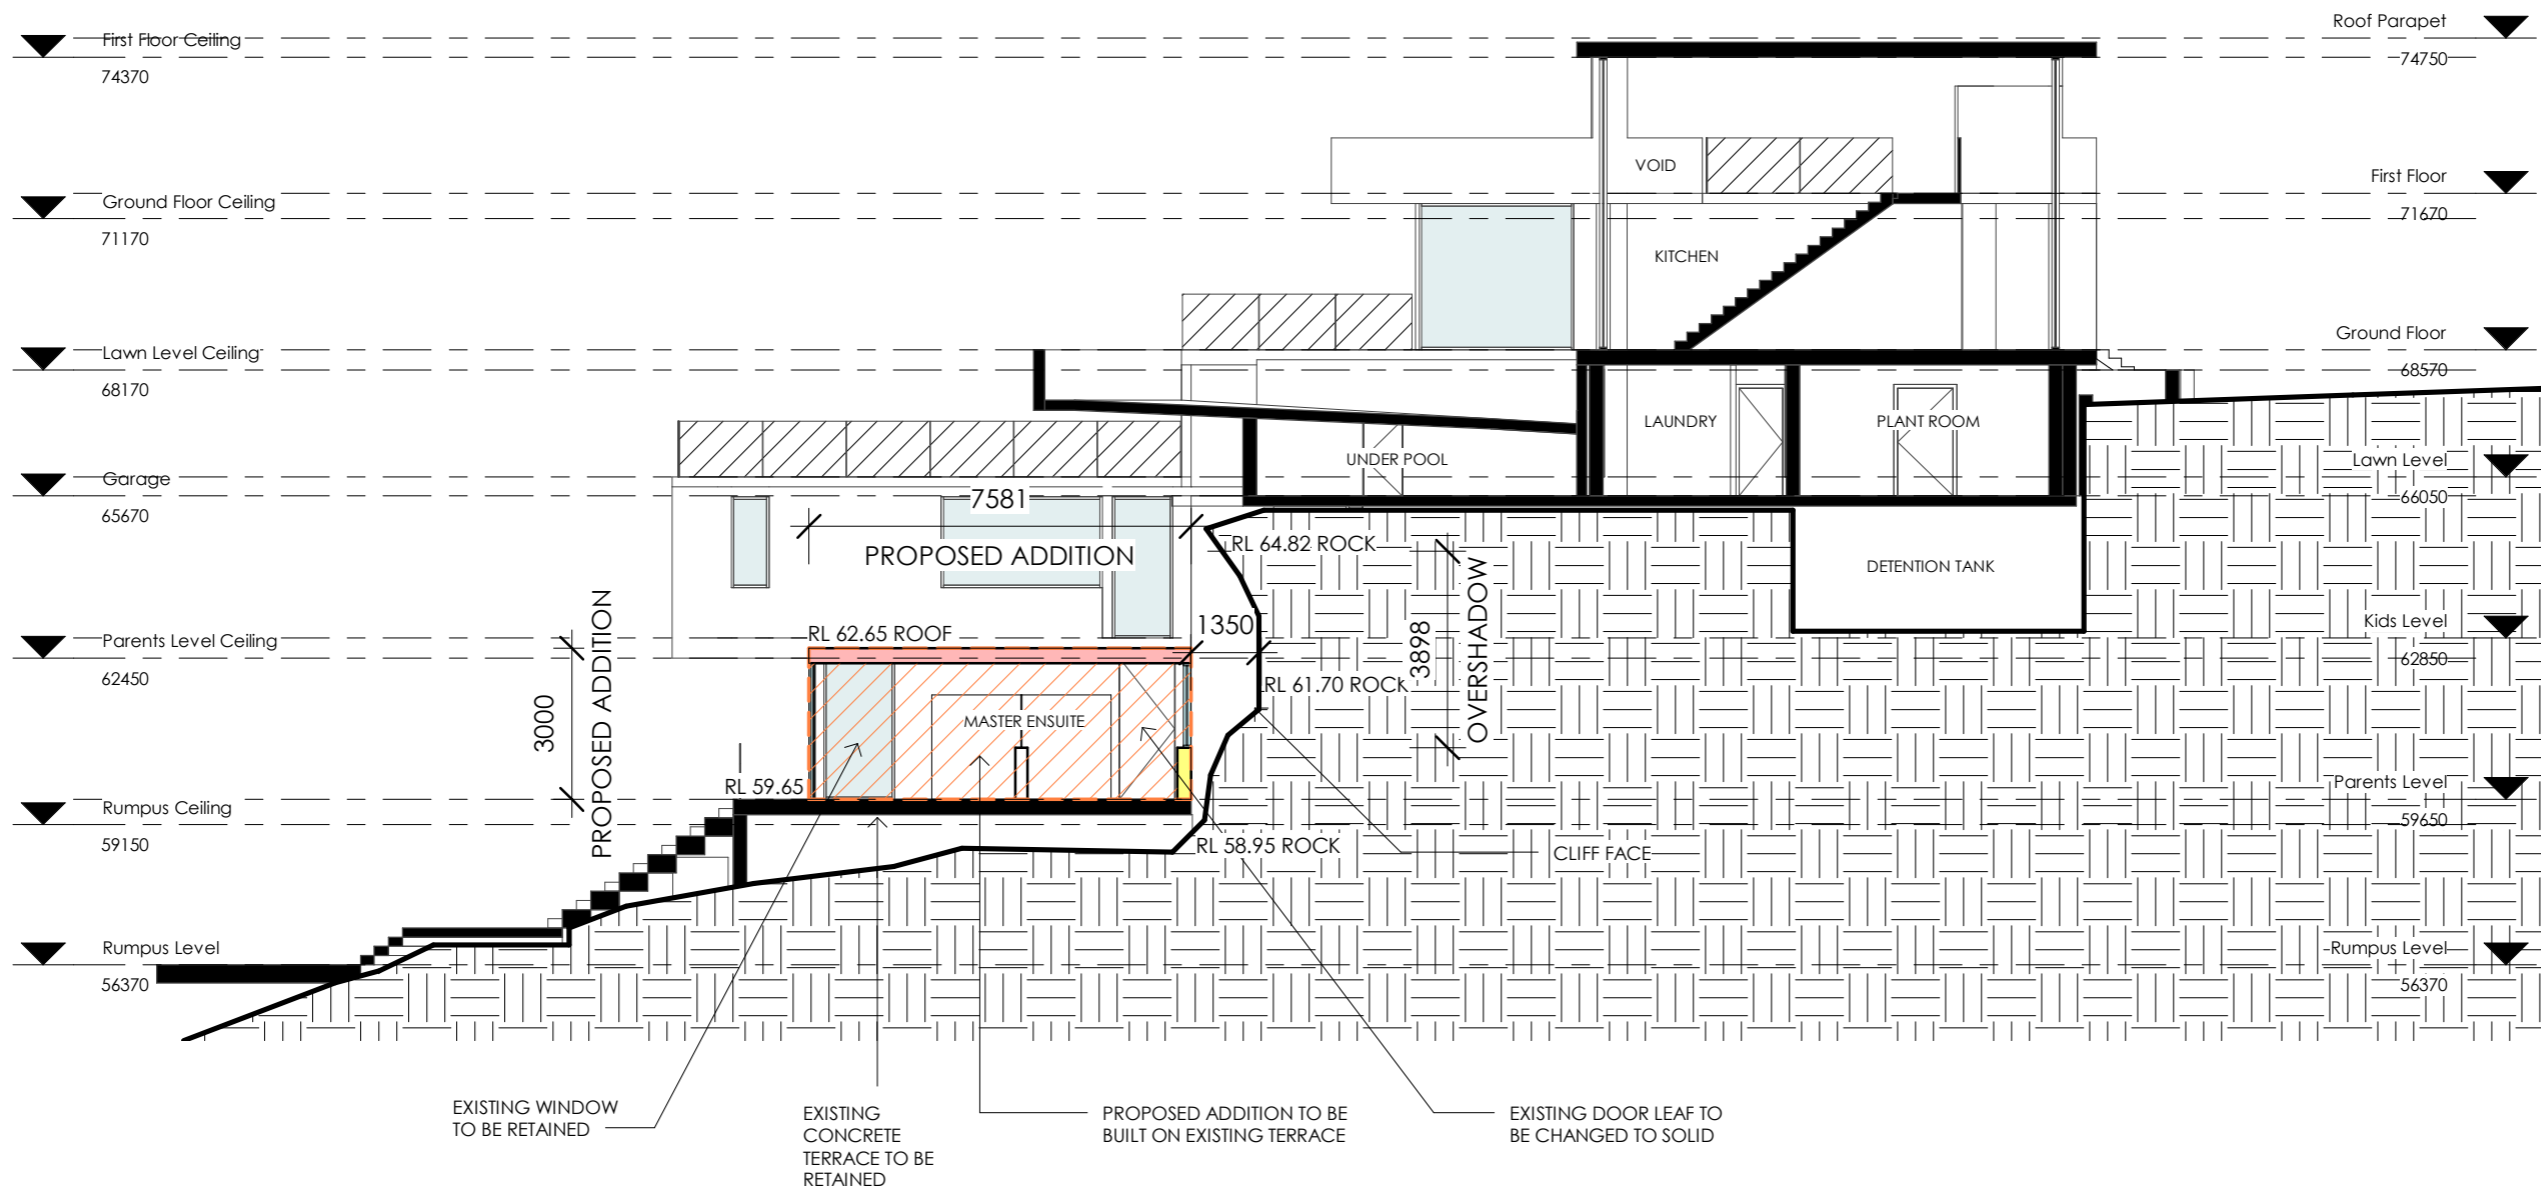 First Floor Ceiling
74370
Roof Parapet
74750
VOID
Ground Floor Ceiling
71170
First Floor
71670
KITCHEN
Lawn Level Ceiling
68170
Ground Floor
68570
LAUNDRY
PLANT ROOM
UNDER POOL
Garage
65670
Lawn Level
66050
7581
PROPOSED ADDITION
RL 64.82 ROCK
DETENTION TANK
OVERSHADOW
3898
1350
Parents Level Ceiling
62450
RL 62.65 ROOF
Kids Level
62850
RL 61.70 ROCK
3000
PROPOSED ADDITION
MASTER ENSUITE
RL 59.65
Rumpus Ceiling
59150
Parents Level
59650
RL 58.95 ROCK
CLIFF FACE
Rumpus Level
56370
Rumpus Level
56370
EXISTING WINDOW
TO BE RETAINED
EXISTING
CONCRETE
TERRACE TO BE
RETAINED
PROPOSED ADDITION TO BE
BUILT ON EXISTING TERRACE
EXISTING DOOR LEAF TO
BE CHANGED TO SOLID